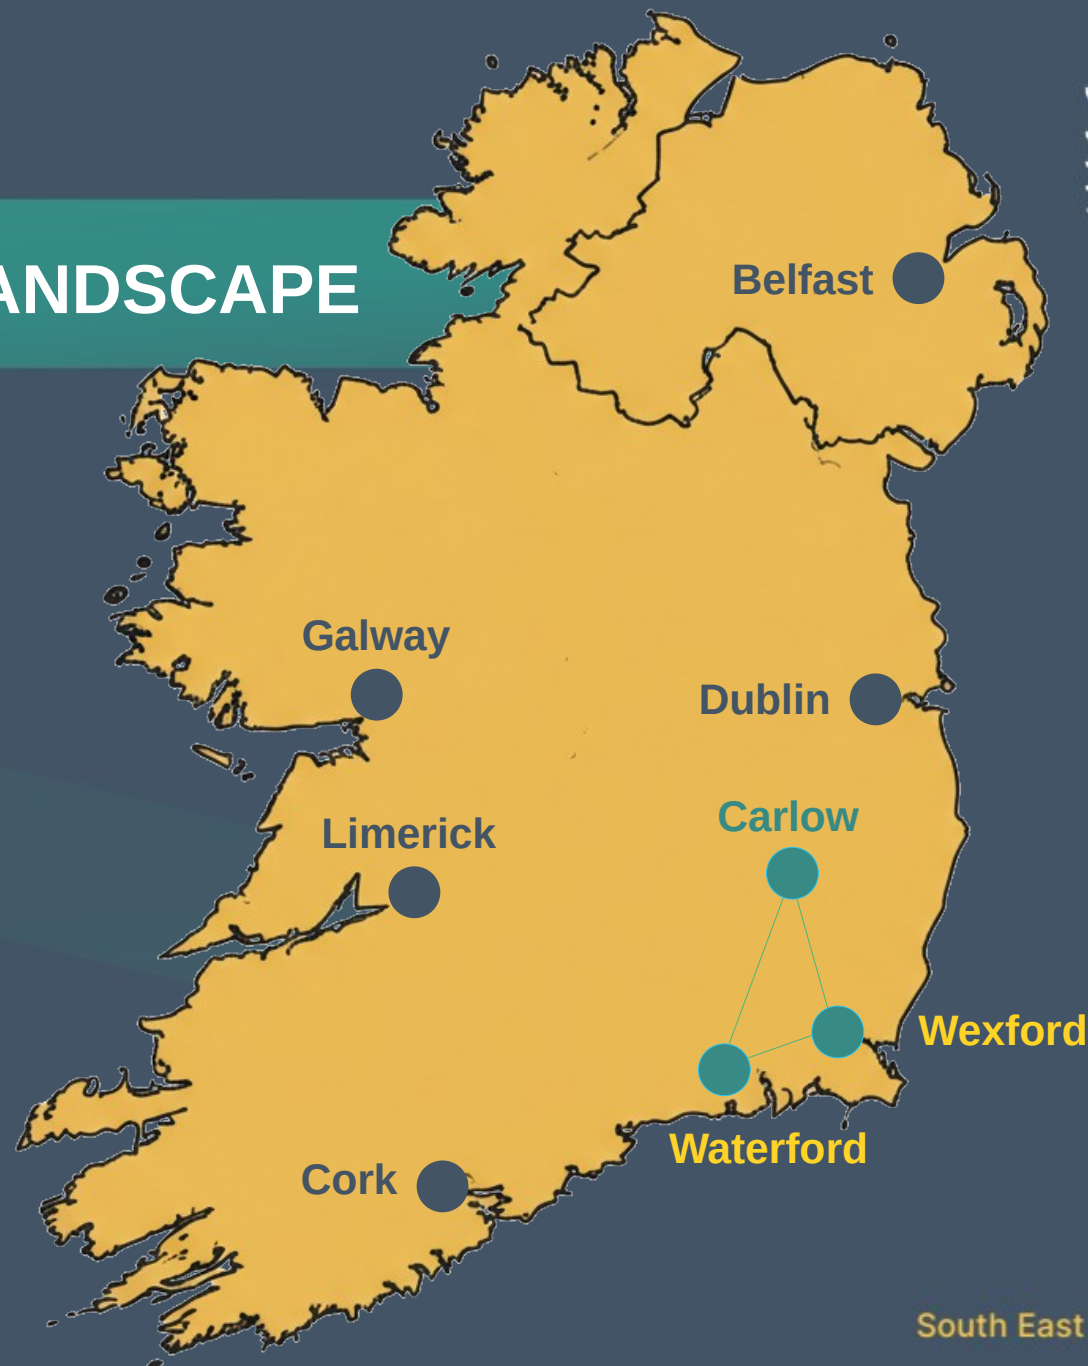 ANDSCAPE
Belfast
Galway
Dublin
Carlow
Limerick
Wexford
Waterford
Cork
South East